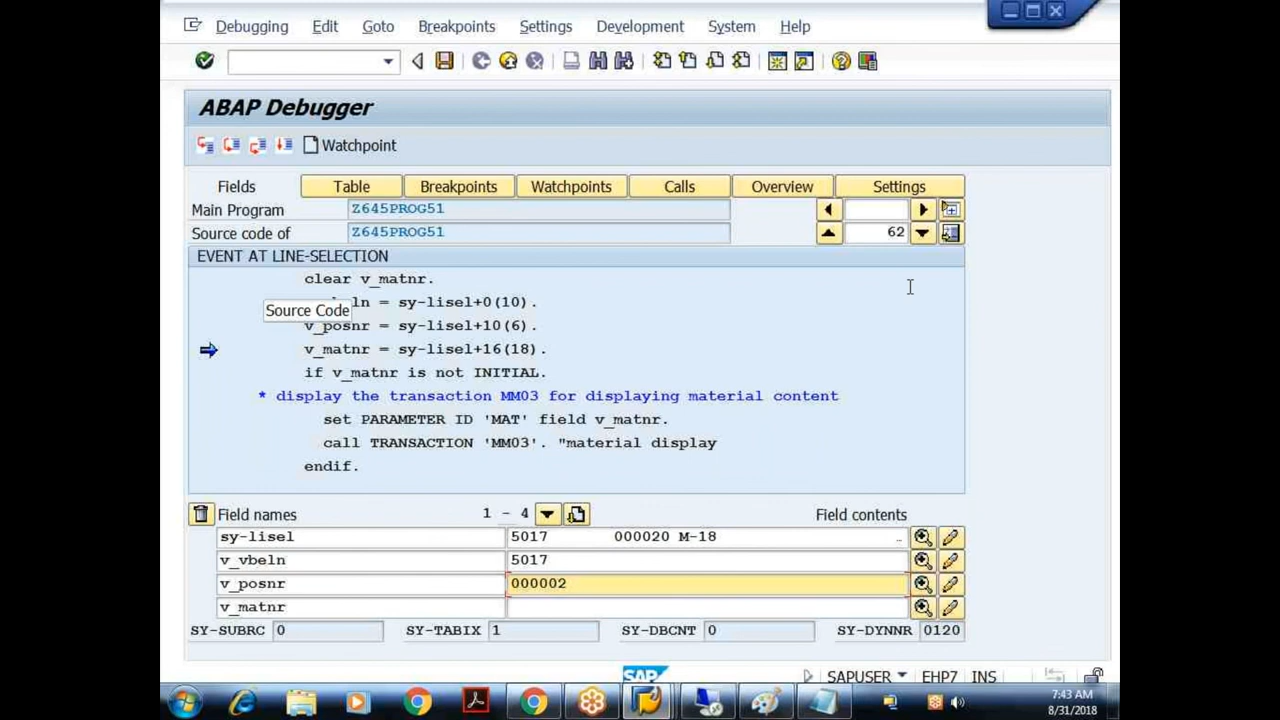 Debugging Edit Goto Breakpoints Settings Development System Help
ABAP Debugger
Watchpoint
Fields Table Breakpoints Watchpoints Calls Overview Settings
Main Program Z645PROG51
Source code of Z645PROG51 62
EVENT AT LINE-SELECTION
clear v_matnr.
ln = sy-lisel+0(10).
Source Code
v_posnr = sy-lisel+10(6).
v_matnr = sy-lisel+16(18).
if v_matnr is not INITIAL.
* display the transaction MM03 for displaying material content
set PARAMETER ID 'MAT' field v_matnr.
call TRANSACTION 'MM03'. "material display
endif.
Field names 1 - 4 Field contents
sy-lisel 5017 000020 M-18 …
v_vbeln 5017
v_posnr 000002
v_matnr
SY-SUBRC 0 SY-TABIX 1 SY-DBCNT 0 SY-DYNNR 0120
SAP SAPUSER EHP7 INS
7:43 AM
8/31/2018